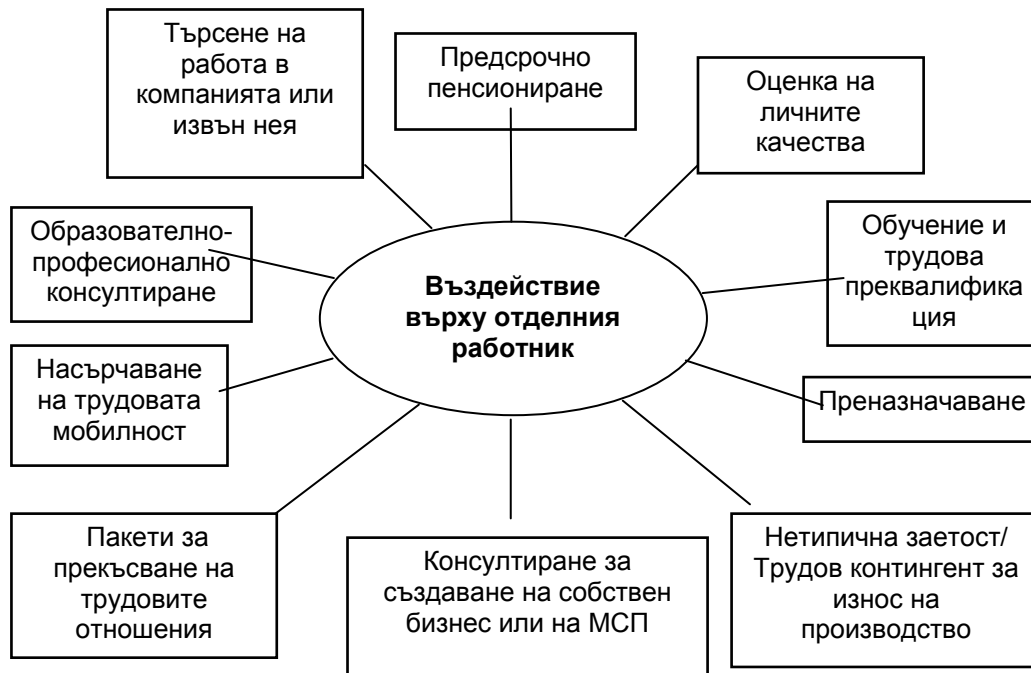 Търсене на
работа в
компанията или
извън нея
Предсрочно
пенсиониране
Оценка на
личните
качества
Образователно-
професионално
консултиране
Въздействие
върху отделния
работник
Обучение и
трудова
преквалифика
ция
Насърчаване
на трудовата
мобилност
Преназначаване
Пакети за
прекъсване на
трудовите
отношения
Консултиране за
създаване на собствен
бизнес или на МСП
Нетипична заетост/
Трудов контингент за
износ на
производство